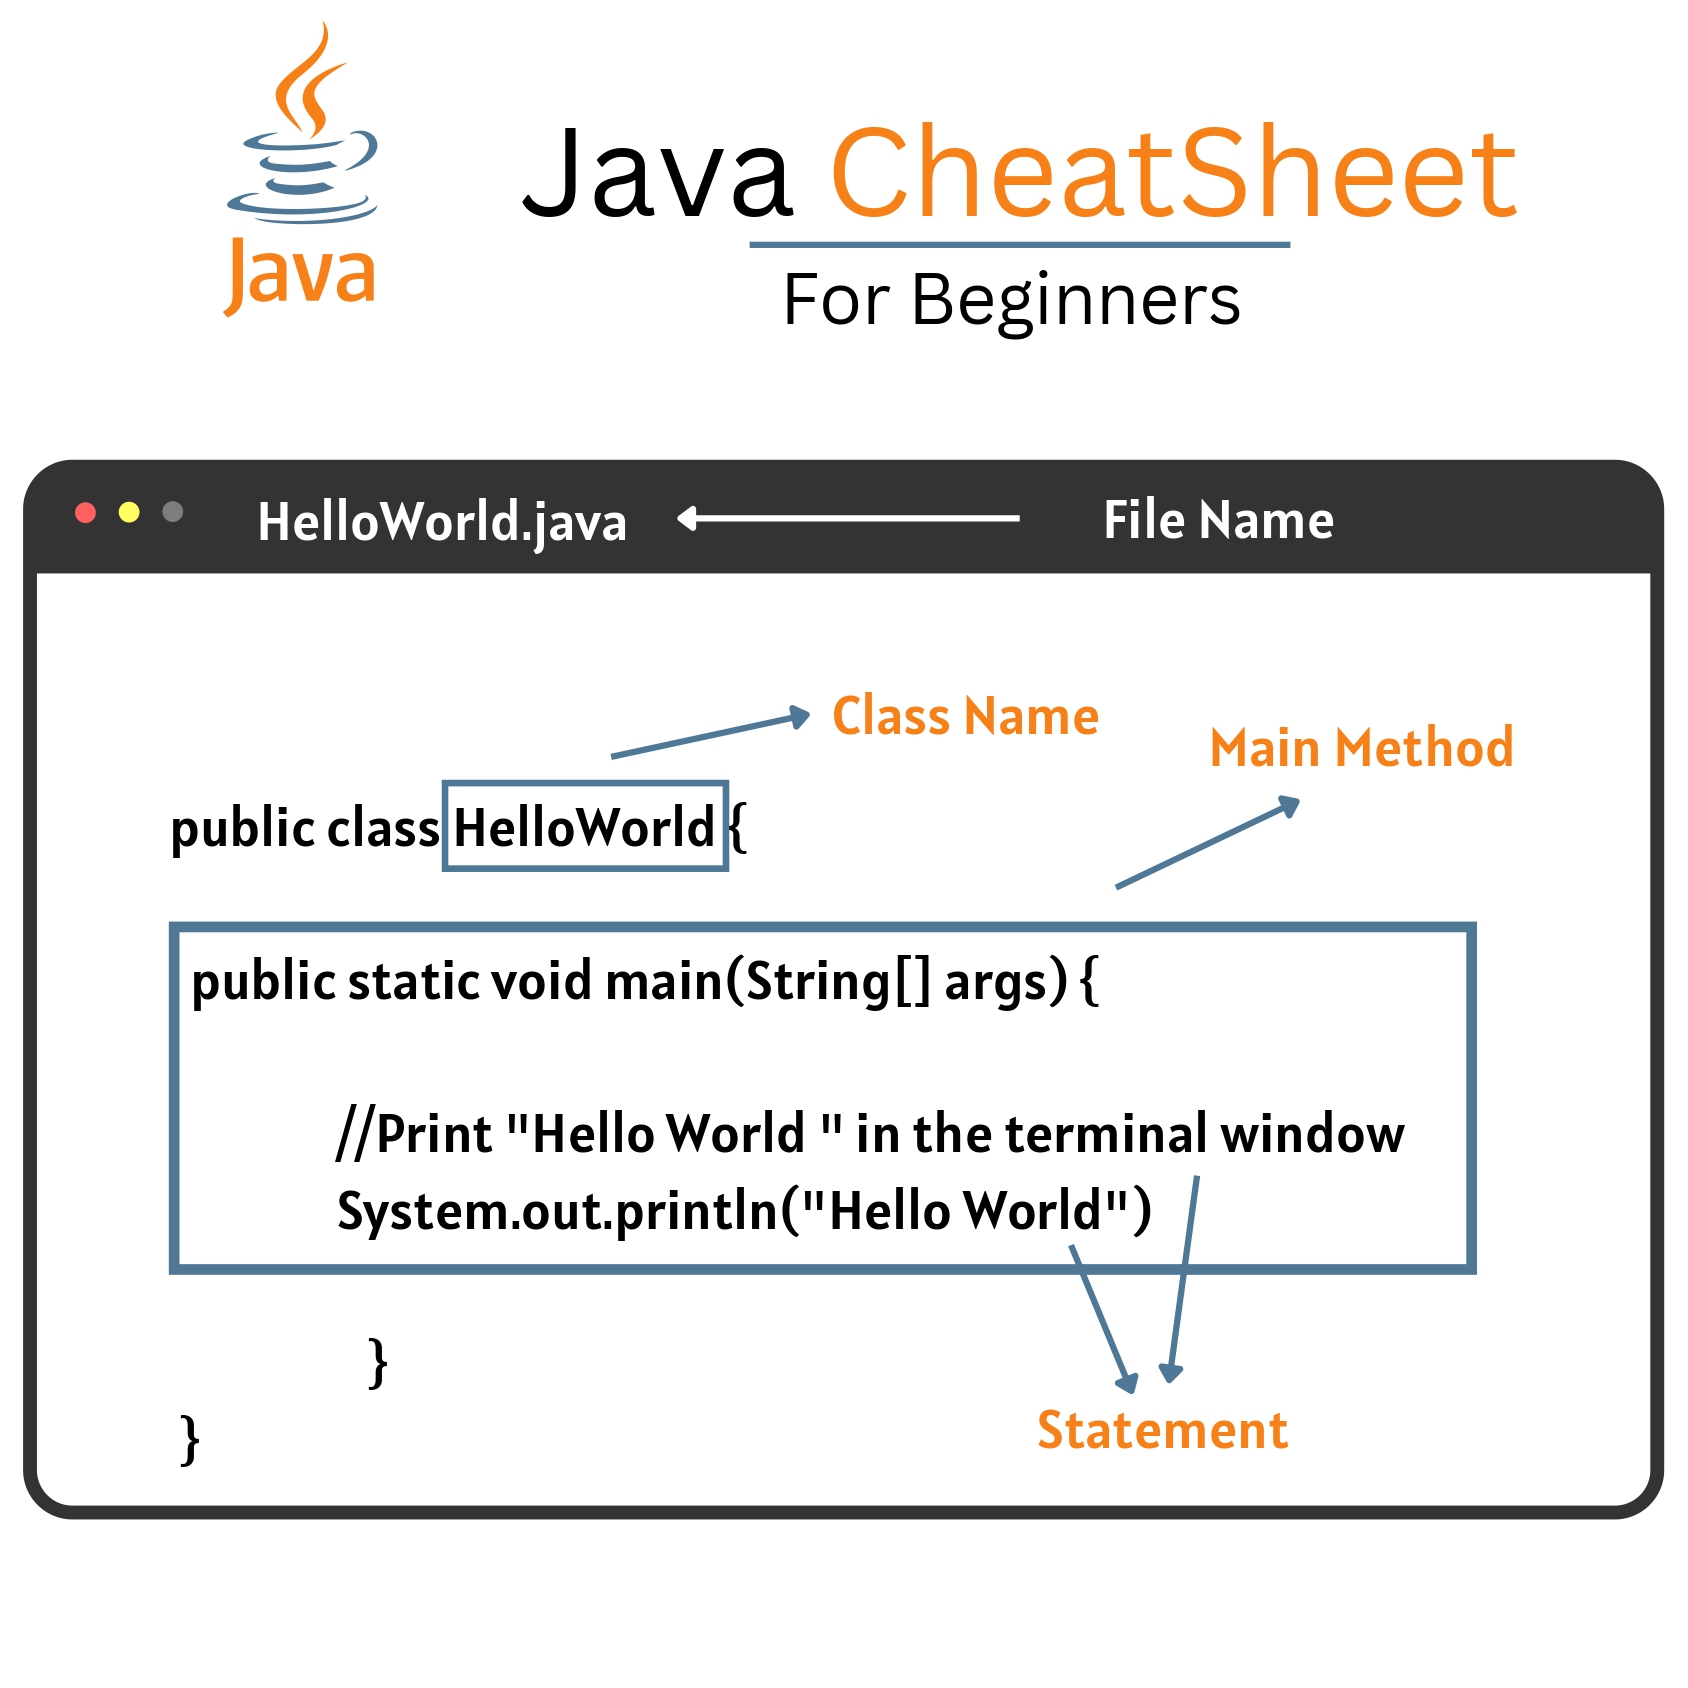 Java
Java CheatSheet
For Beginners
HelloWorld.java
File Name
Class Name
Main Method
public class HelloWorld {
public static void main(String[] args) {
//Print "Hello World " in the terminal window
System.out.println("Hello World")
}
}
Statement